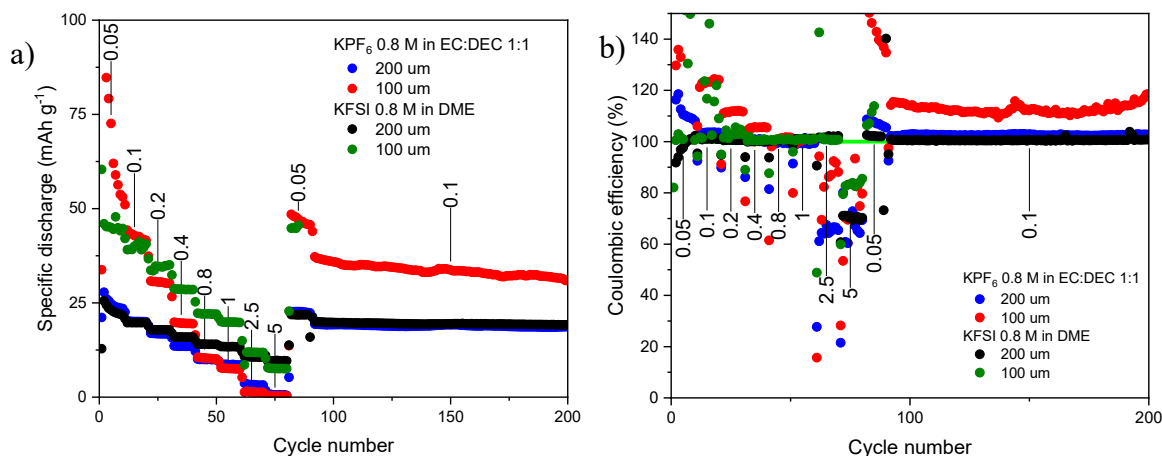 a)
Specific discharge (mAh g⁻¹)
100
75
50
25
0
0.05
0.1
0.2
0.4
0.8
1
2.5
5
0.05
0.1
KPF₆ 0.8 M in EC:DEC 1:1
200 um
100 um
KFSI 0.8 M in DME
200 um
100 um
0
50
100
150
200
Cycle number
b)
Coulombic efficiency (%)
140
120
100
80
60
40
20
0
0.05
0.1
0.2
0.4
0.8
1
2.5
5
0.05
0.1
KPF₆ 0.8 M in EC:DEC 1:1
200 um
100 um
KFSI 0.8 M in DME
200 um
100 um
0
50
100
150
200
Cycle number